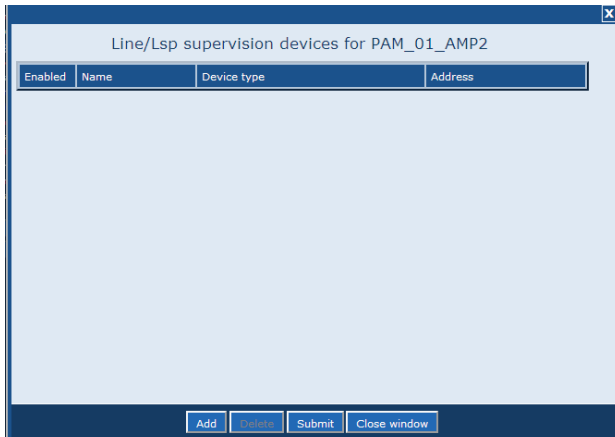 X
Line/Lsp supervision devices for PAM_01_AMP2
Enabled Name Device type Address
Add Delete Submit Close window